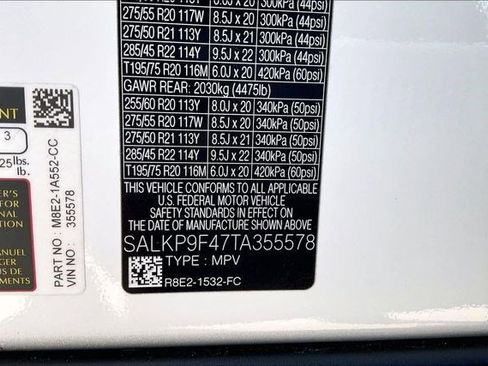 275/55 R20 117W 8.5J x 20 300kPa (44psi)
275/50 R21 113Y 8.5J x 21 300kPa (44psi)
285/45 R22 114Y 9.5J x 22 300kPa (44psi)
T195/75 R20 116M 6.0J x 20 420kPa (60psi)
GAWR REAR: 2030kg (4475lb)
255/60 R20 113Y 8.0J x 20 340kPa (50psi)
275/55 R20 117W 8.5J x 20 340kPa (50psi)
275/50 R21 113Y 8.5J x 21 340kPa (50psi)
285/45 R22 114Y 9.5J x 22 340kPa (50psi)
T195/75 R20 116M 6.0J x 20 420kPa (60psi)
THIS VEHICLE CONFORMS TO ALL APPLICABLE
U.S. FEDERAL MOTOR
VEHICLE SAFETY STANDARDS IN EFFECT ON
THE DATE OF MANUFACTURE SHOWN ABOVE.
SALKP9F47TA355578
TYPE : MPV
R8E2-1532-FC
3
lbs.
lb.
PART NO : M8E2-1A552-CC
VIN NO : 355578